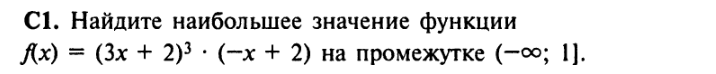 C1. Найдите наибольшее значение функции
f(x) = (3x + 2)³ · (−x + 2) на промежутке (−∞; 1].